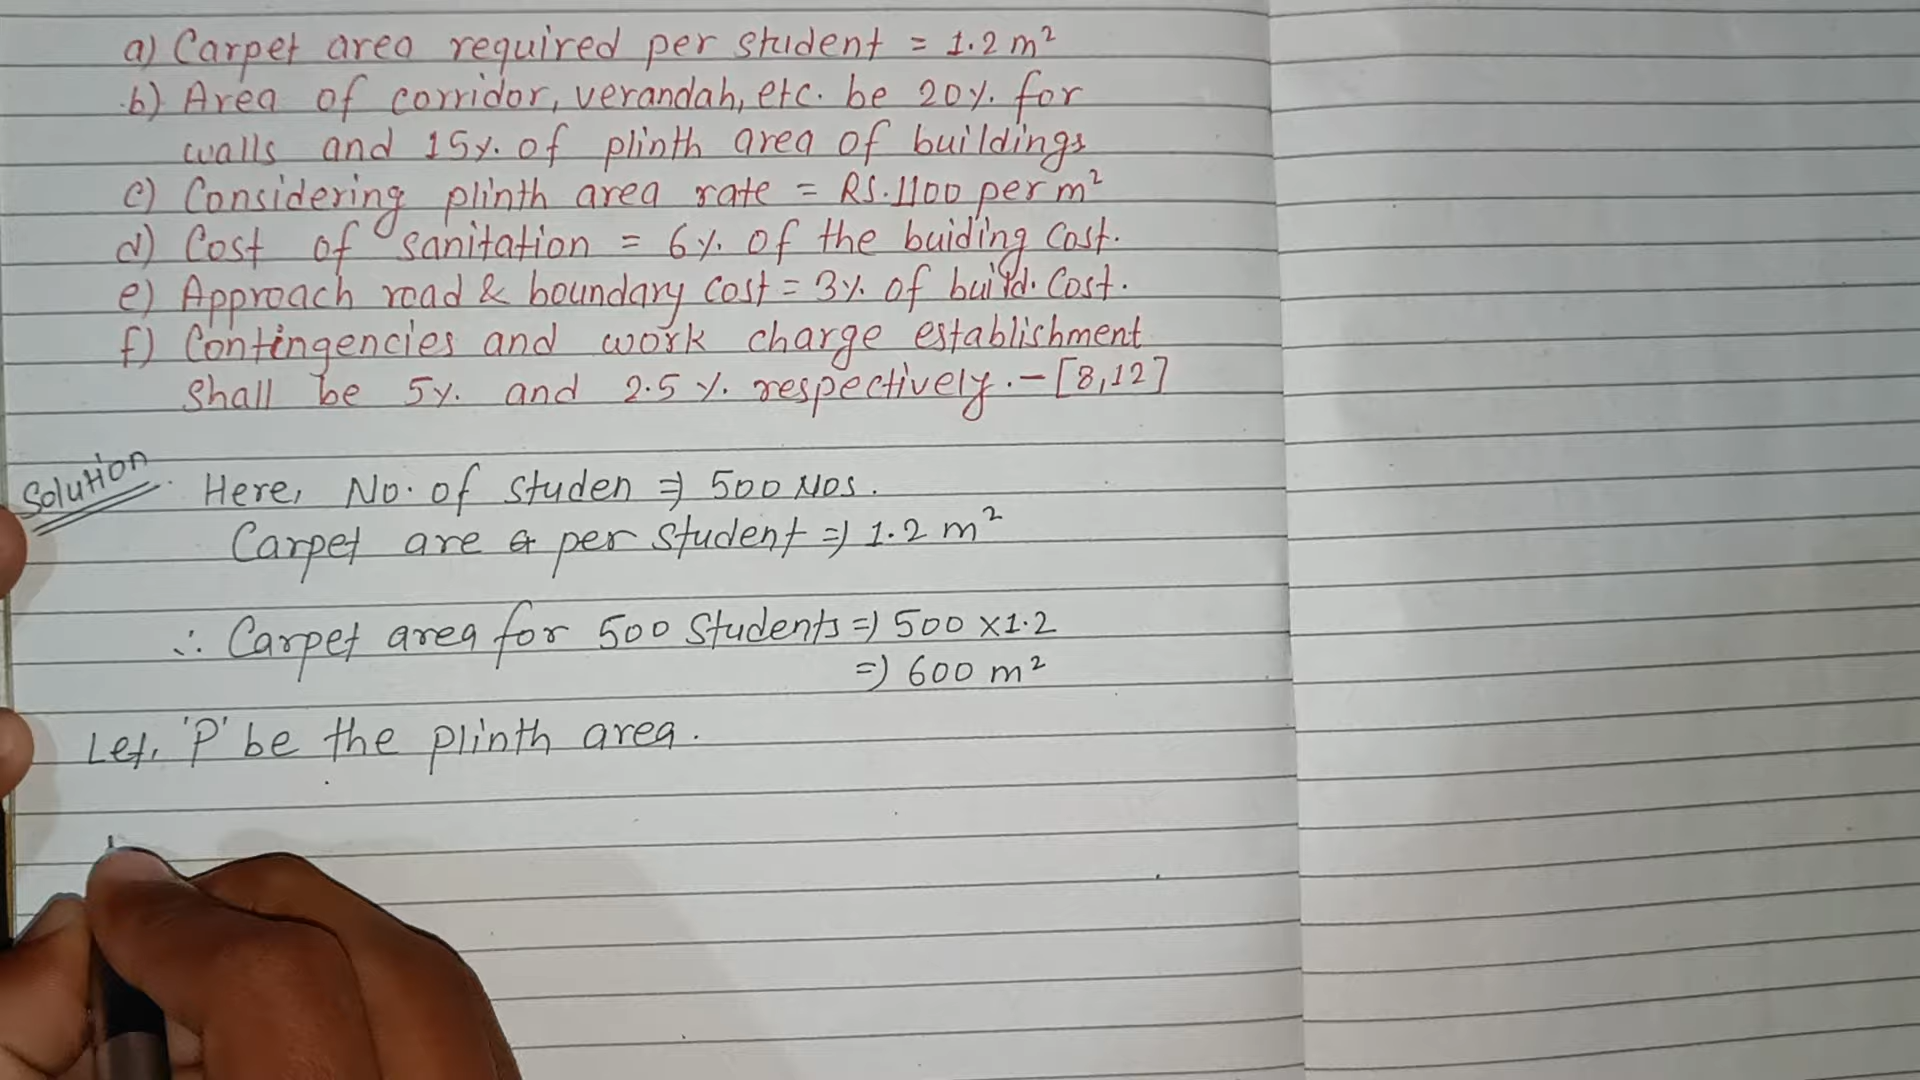 a) Carpet area required per student = 1.2 m²
b) Area of corridor, verandah, etc. be 20%. for
walls and 15%. of plinth area of buildings
c) Considering plinth area rate = RS. 1100 per m²
d) Cost of sanitation = 6%. of the buiding Cost.
e) Approach road & boundary cost = 3%. of build. Cost.
f) Contingencies and work charge establishment
shall be 5%. and 2.5%. respectively. - [8,12]
Solution. Here, No. of studen ⇒ 500 Nos.
Carpet are a per student ⇒ 1.2 m²
∴ Carpet area for 500 Students ⇒ 500 × 1.2
⇒ 600 m²
Let, 'P' be the plinth area.